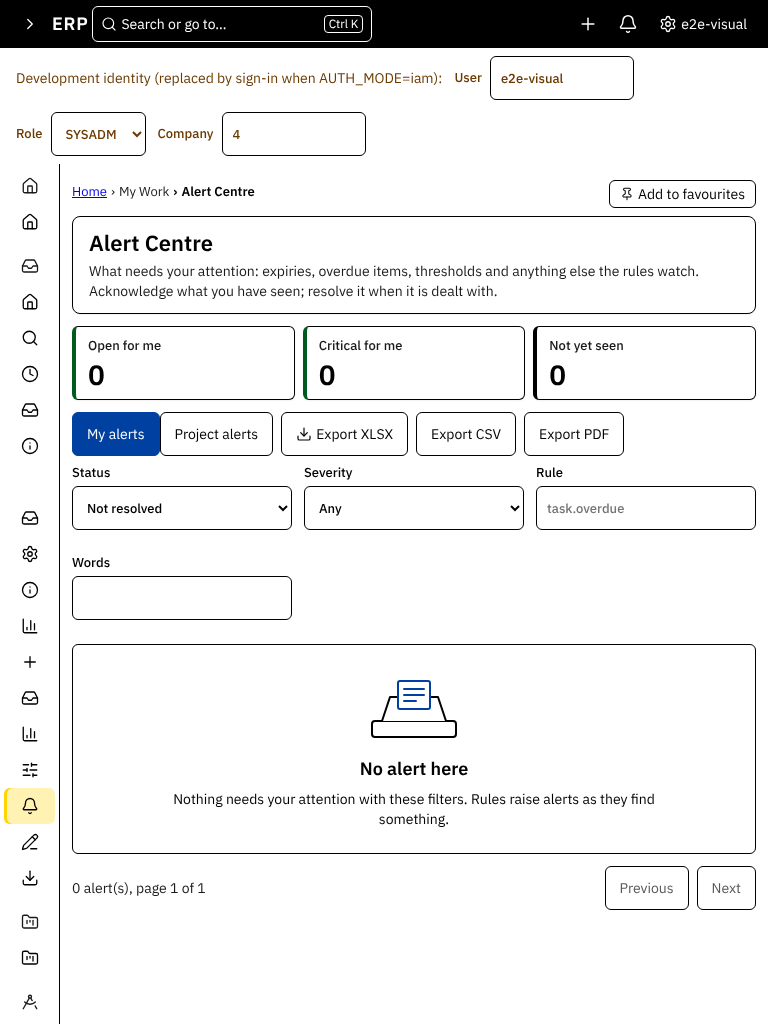 ERP
Search or go to...
Ctrl K
e2e-visual
Development identity (replaced by sign-in when AUTH_MODE=iam):
User
e2e-visual
Role
SYSADM
Company
4
Home › My Work › Alert Centre
Add to favourites
Alert Centre
What needs your attention: expiries, overdue items, thresholds and anything else the rules watch.
Acknowledge what you have seen; resolve it when it is dealt with.
Open for me
0
Critical for me
0
Not yet seen
0
My alerts
Project alerts
Export XLSX
Export CSV
Export PDF
Status
Not resolved
Severity
Any
Rule
task.overdue
Words
No alert here
Nothing needs your attention with these filters. Rules raise alerts as they find
something.
0 alert(s), page 1 of 1
Previous
Next